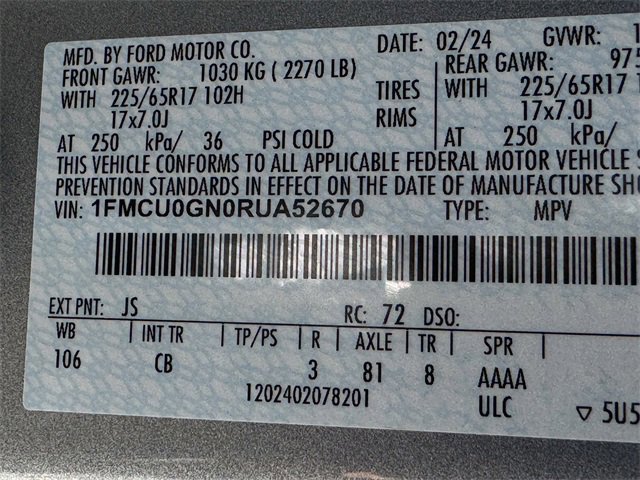 MFD. BY FORD MOTOR CO. DATE: 02/24 GVWR: 1
FRONT GAWR: 1030 KG ( 2270 LB) REAR GAWR: 975
WITH 225/65R17 102H TIRES WITH 225/65R17
17x7.0J RIMS 17x7.0J
AT 250 kPa/ 36 PSI COLD AT 250 kPa/
THIS VEHICLE CONFORMS TO ALL APPLICABLE FEDERAL MOTOR VEHICLE S
PREVENTION STANDARDS IN EFFECT ON THE DATE OF MANUFACTURE SHO
VIN: 1FMCU0GN0RUA52670 TYPE: MPV
EXT PNT: JS RC: 72 DSO:
WB INT TR TP/PS R AXLE TR SPR
106 CB 3 81 8 AAAA
1202402078201 ULC ▽ 5U5